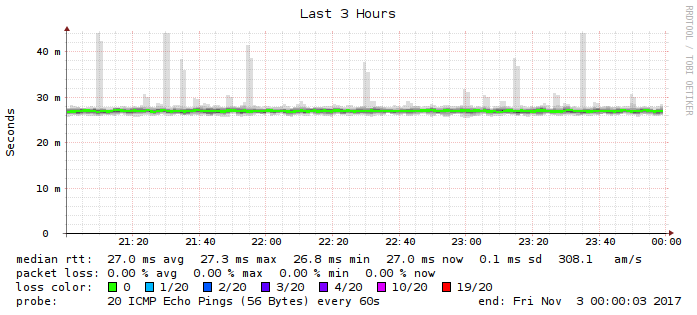 Last 3 Hours
RRDTOOL / TOBI OETIKER
Seconds
40 m
30 m
20 m
10 m
0
21:20 21:40 22:00 22:20 22:40 23:00 23:20 23:40 00:00
median rtt: 27.0 ms avg 27.3 ms max 26.8 ms min 27.0 ms now 0.1 ms sd 308.1 am/s
packet loss: 0.00 % avg 0.00 % max 0.00 % min 0.00 % now
loss color: 0 1/20 2/20 3/20 4/20 10/20 19/20
probe: 20 ICMP Echo Pings (56 Bytes) every 60s end: Fri Nov 3 00:00:03 2017